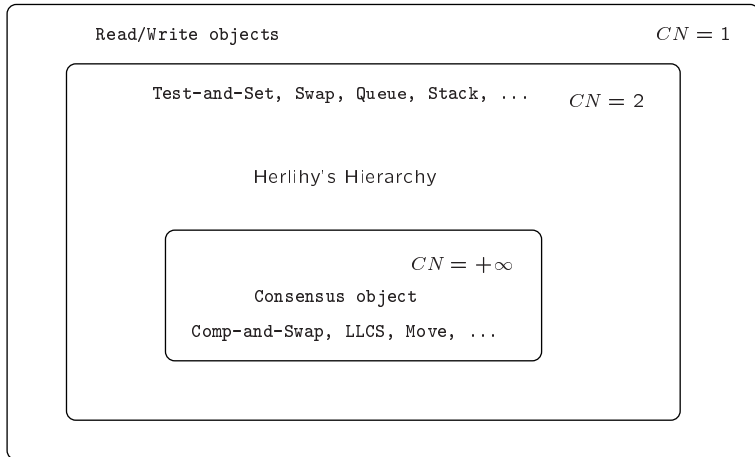 Read/Write objects CN = 1
Test-and-Set, Swap, Queue, Stack, ... CN = 2
Herlihy's Hierarchy
CN = +∞
Consensus object
Comp-and-Swap, LLCS, Move, ...